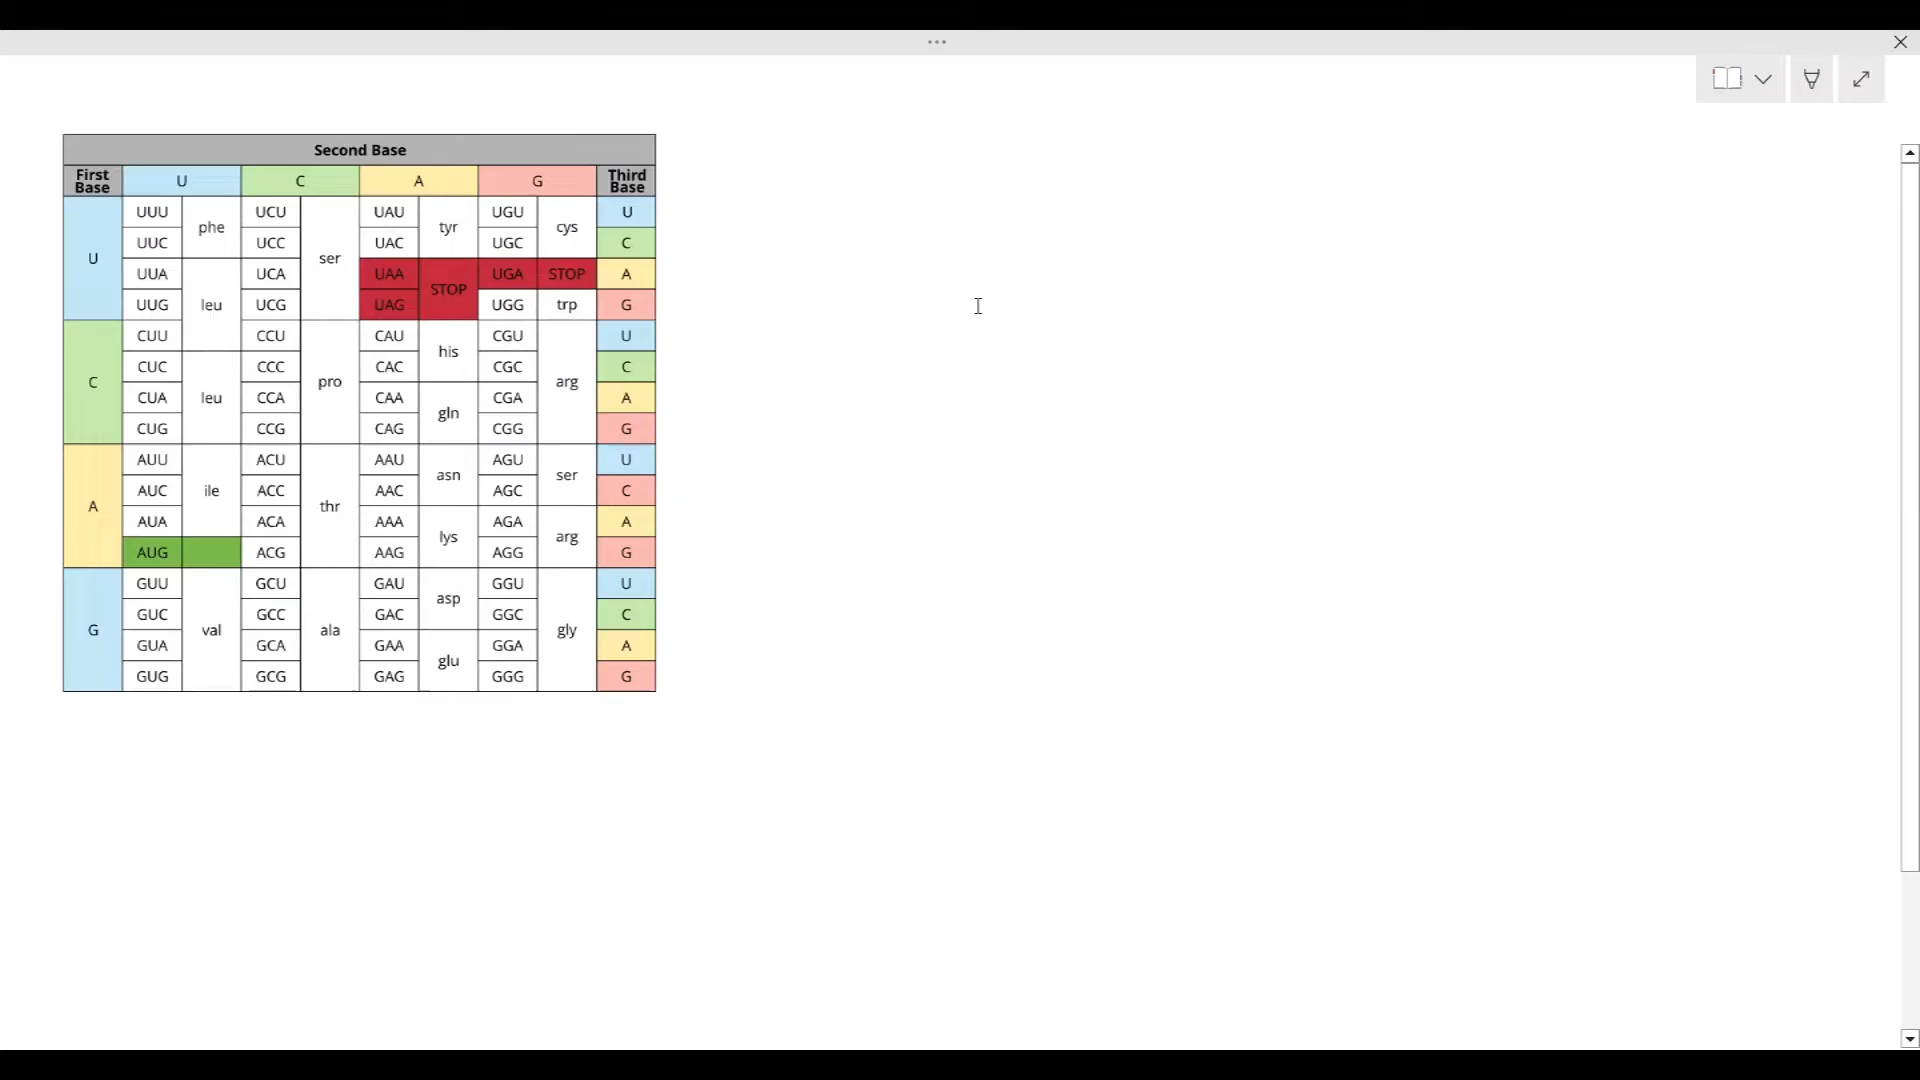 Second Base
First Base U C A G Third Base
U UUU phe UCU ser UAU tyr UGU cys U
UUC UCC UAC UGC C
UUA leu UCA UAA STOP UGA STOP A
UUG UCG UAG UGG trp G
C CUU CCU pro CAU his CGU arg U
CUC leu CCC CAC CGC C
CUA CCA CAA gln CGA A
CUG CCG CAG CGG G
A AUU ile ACU thr AAU asn AGU ser U
AUC ACC AAC AGC C
AUA ACA AAA lys AGA arg A
AUG ACG AAG AGG G
G GUU val GCU ala GAU asp GGU gly U
GUC GCC GAC GGC C
GUA GCA GAA glu GGA A
GUG GCG GAG GGG G